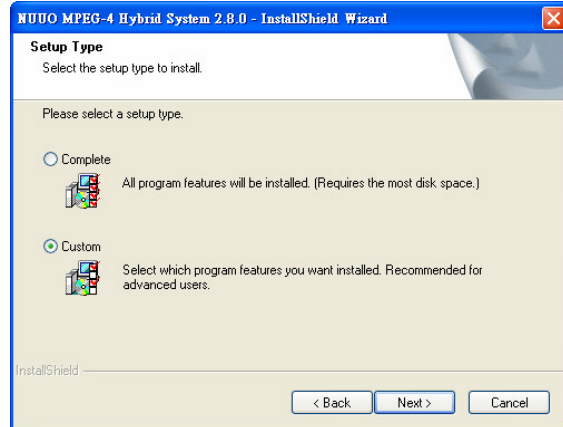 NUUO MPEG-4 Hybrid System 2.8.0 - InstallShield Wizard
Setup Type
Select the setup type to install.
Please select a setup type.
Complete
All program features will be installed. (Requires the most disk space.)
Custom
Select which program features you want installed. Recommended for
advanced users.
InstallShield
< Back
Next >
Cancel